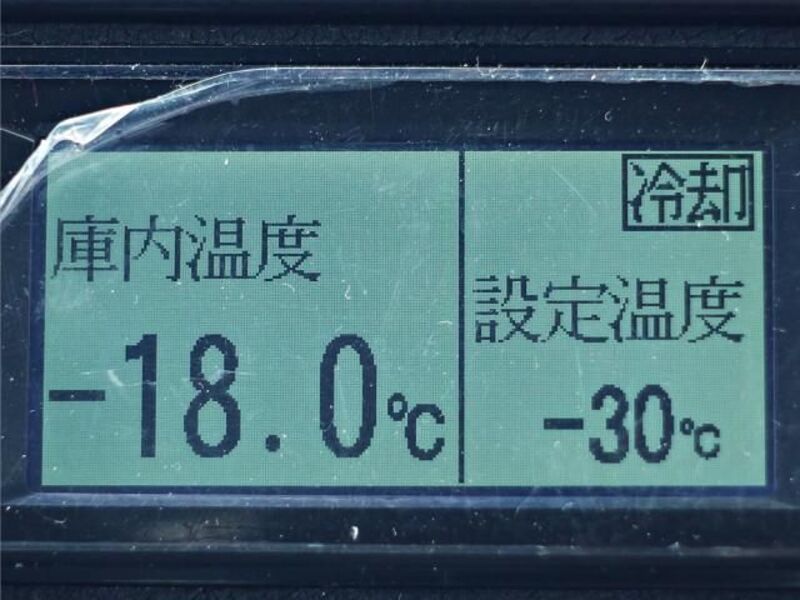 庫内温度
-18.0℃
冷却
設定温度
-30℃